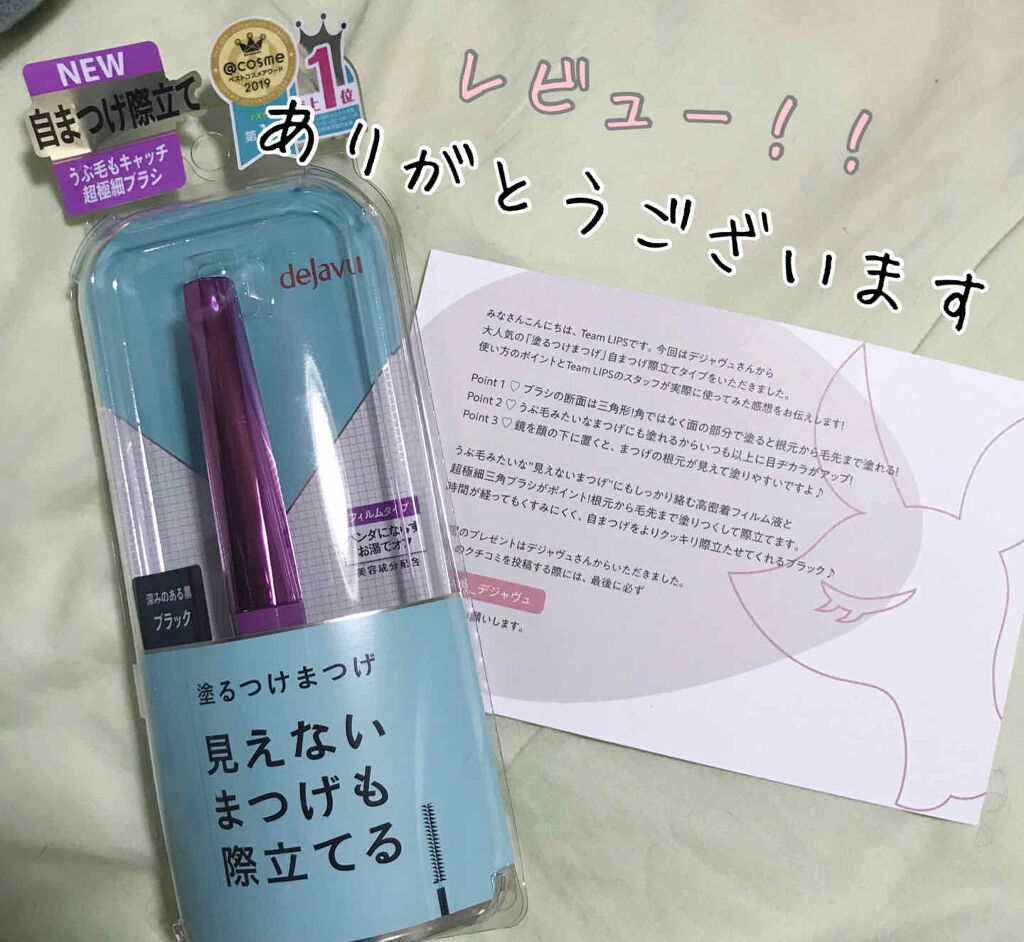 レビュー！！
ありがとうございます
NEW
自まつげ際立て
うぶ毛もキャッチ
超極細ブラシ
@cosme
ベストコスメアワード
2019
1
位
第
dejavu
フィルムタイプ
お湯でオフ
美容成分配合
深みのある黒
ブラック
塗るつけまつげ
見えない
まつげも
際立てる
みなさんこんにちは、Team LIPSです。今回はデジャヴュさんから
大人気の「塗るつけまつげ」自まつげ際立てタイプをいただきました。
使い方のポイントとTeam LIPSのスタッフが実際に使ってみた感想をお伝えします!
Point 1 ♡ ブラシの断面は三角形!角ではなく面の部分で塗ると根元から毛先まで塗れる!
Point 2 ♡ うぶ毛みたいなまつげにも塗れるからいつも以上に目ヂカラがアップ!
Point 3 ♡ 鏡を顔の下に置くと、まつげの根元が見えて塗りやすいですよ♪
うぶ毛みたいな"見えないまつげ"にもしっかり絡む高密着フィルム液と
超極細三角ブラシがポイント!根元から毛先まで塗りつくして際立てます。
時間が経ってもくすみにくく、自まつげをよりクッキリ際立たせてくれるブラック♪
のプレゼントはデジャヴュさんからいただきました。
のクチコミを投稿する際には、最後に必ず
_デジャヴュ
願いします。